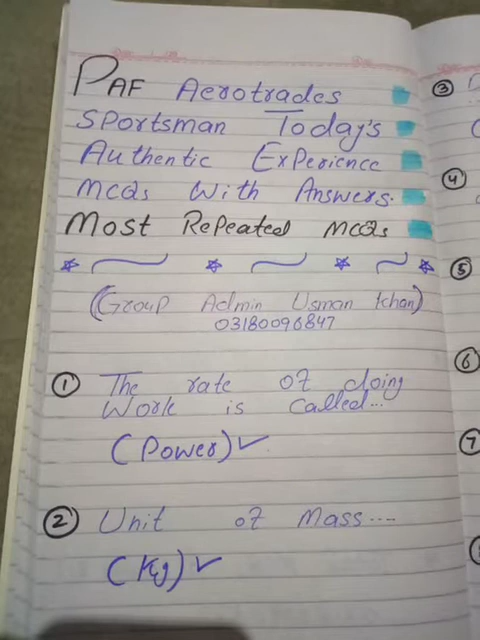 PAF Aerotrades
Sportsman Today's
Authentic Experience
Mcqs With Answers.
Most Repeated Mcqs
(Group Admin Usman Khan)
03180096847
① The rate of doing
Work is Called...
(Power) ✓
② Unit of Mass....
(Kg) ✓
③
④
⑤
⑥
⑦